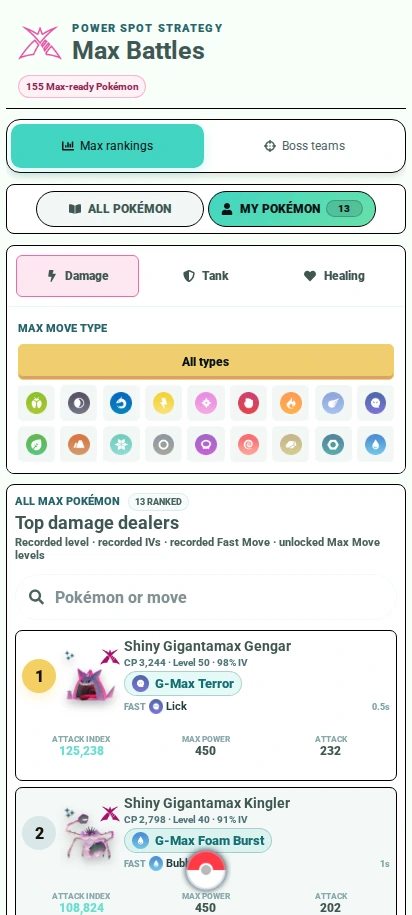 POWER SPOT STRATEGY
Max Battles
155 Max-ready Pokémon
Max rankings
Boss teams
ALL POKÉMON
MY POKÉMON 13
Damage
Tank
Healing
MAX MOVE TYPE
All types
ALL MAX POKÉMON 13 RANKED
Top damage dealers
Recorded level · recorded IVs · recorded Fast Move · unlocked Max Move
levels
Pokémon or move
1
Shiny Gigantamax Gengar
CP 3,244 · Level 50 · 98% IV
G-Max Terror
FAST Lick 0.5s
ATTACK INDEX MAX POWER ATTACK
125,238 450 232
2
Shiny Gigantamax Kingler
CP 2,798 · Level 40 · 91% IV
G-Max Foam Burst
FAST 1s
ATTACK INDEX MAX POWER ATTACK
108,824 450 202